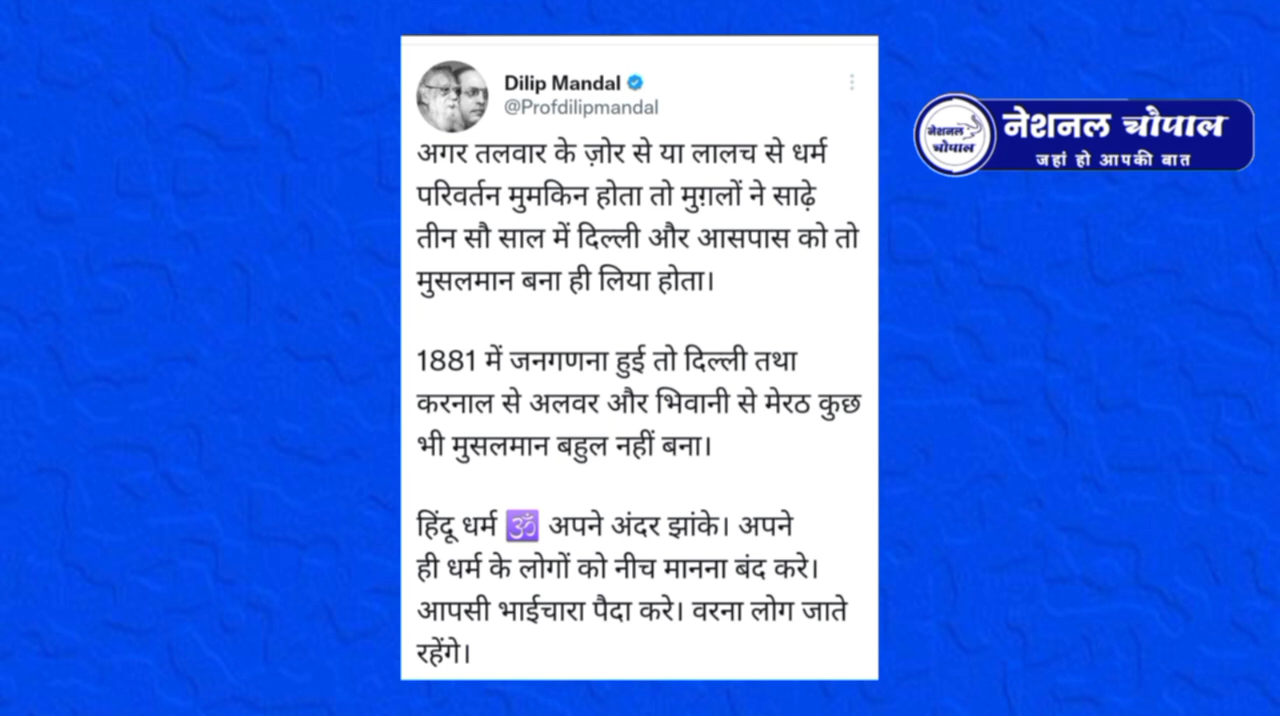 Dilip Mandal
@Profdilipmandal
अगर तलवार के ज़ोर से या लालच से धर्म
परिवर्तन मुमकिन होता तो मुग़लों ने साढ़े
तीन सौ साल में दिल्ली और आसपास को तो
मुसलमान बना ही लिया होता।
1881 में जनगणना हुई तो दिल्ली तथा
करनाल से अलवर और भिवानी से मेरठ कुछ
भी मुसलमान बहुल नहीं बना।
हिंदू धर्म 🕉 अपने अंदर झांके। अपने
ही धर्म के लोगों को नीच मानना बंद करे।
आपसी भाईचारा पैदा करे। वरना लोग जाते
रहेंगे।
नेशनल
चौपाल
नेशनल चौपाल
जहां हो आपकी बात